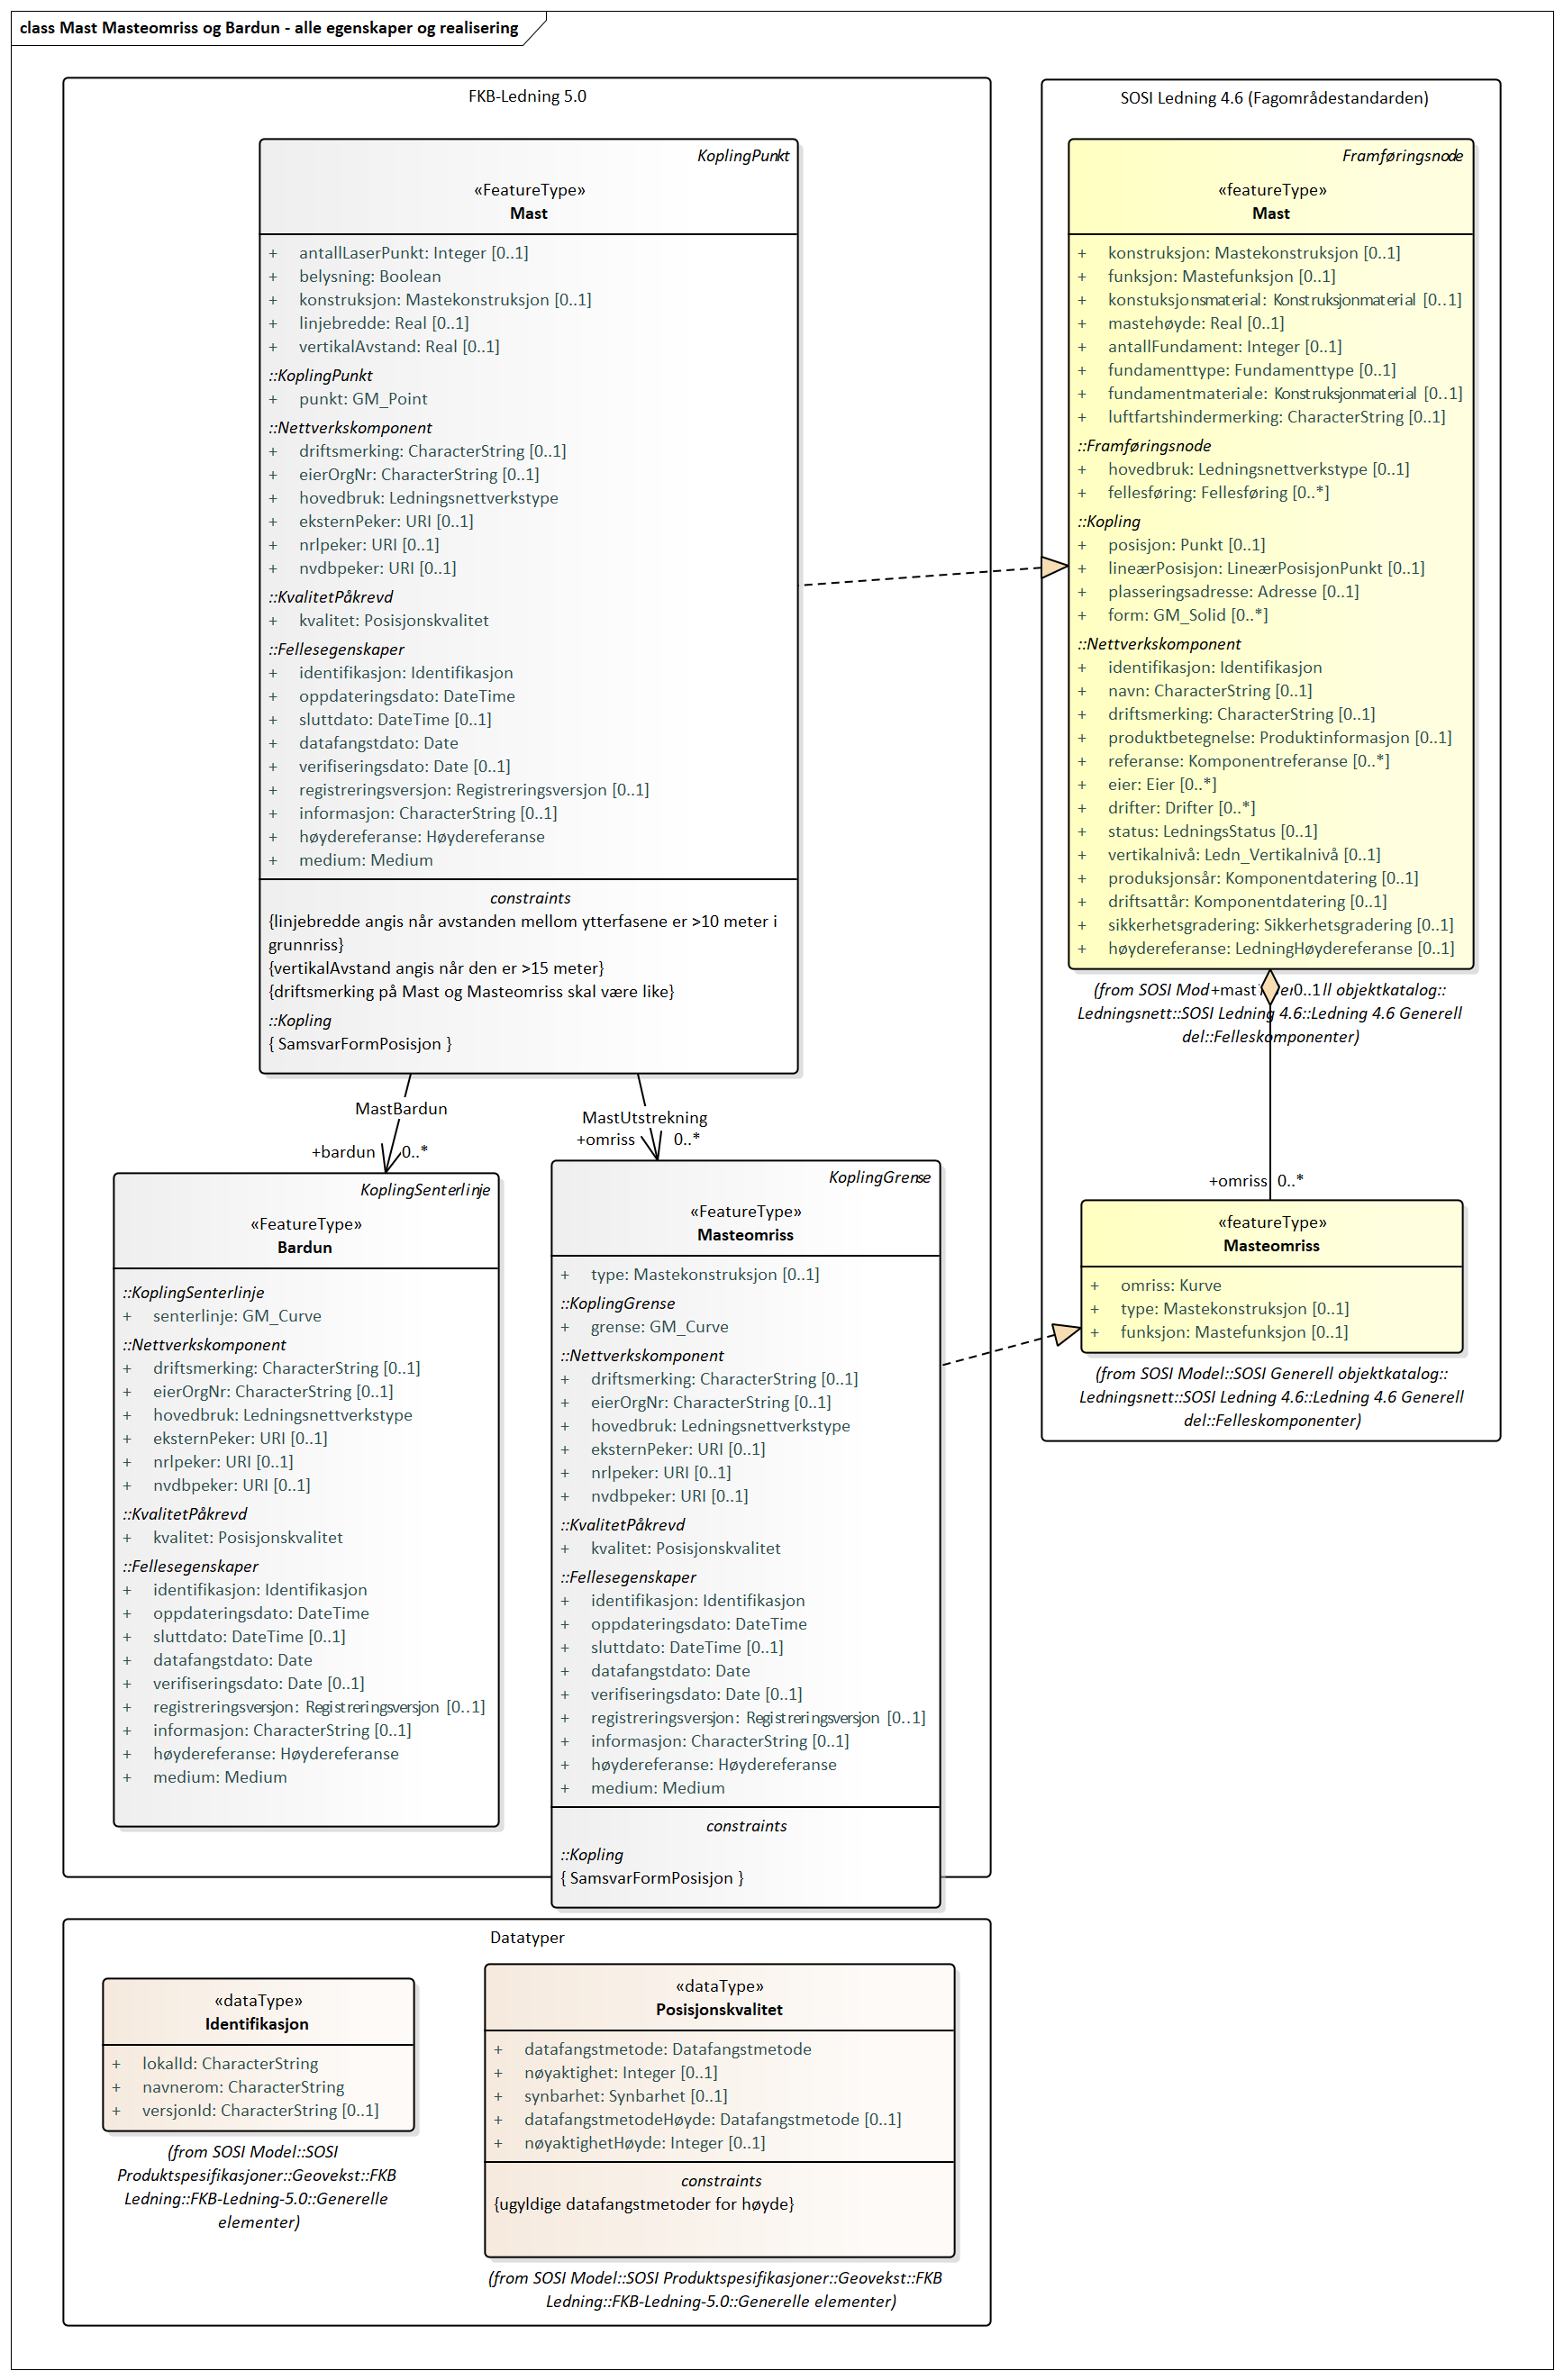 class Mast Masteomriss og Bardun - alle egenskaper og realisering
FKB-Ledning 5.0
KoplingPunkt
«FeatureType»
Mast
+ antallLaserPunkt: Integer [0..1]
+ belysning: Boolean
+ konstruksjon: Mastekonstruksjon [0..1]
+ linjebredde: Real [0..1]
+ vertikalAvstand: Real [0..1]
::KoplingPunkt
+ punkt: GM_Point
::Nettverkskomponent
+ driftsmerking: CharacterString [0..1]
+ eierOrgNr: CharacterString [0..1]
+ hovedbruk: Ledningsnettverkstype
+ eksternPeker: URI [0..1]
+ nrlpeker: URI [0..1]
+ nvdbpeker: URI [0..1]
::KvalitetPåkrevd
+ kvalitet: Posisjonskvalitet
::Fellesegenskaper
+ identifikasjon: Identifikasjon
+ oppdateringsdato: DateTime
+ sluttdato: DateTime [0..1]
+ datafangstdato: Date
+ verifiseringsdato: Date [0..1]
+ registreringsversjon: Registreringsversjon [0..1]
+ informasjon: CharacterString [0..1]
+ høydereferanse: Høydereferanse
+ medium: Medium
constraints
{linjebredde angis når avstanden mellom ytterfasene er >10 meter i
grunnriss}
{vertikalAvstand angis når den er >15 meter}
{driftsmerking på Mast og Masteomriss skal være like}
::Kopling
{ SamsvarFormPosisjon }
MastBardun
+bardun 0..*
MastUtstrekning
+omriss 0..*
KoplingSenterlinje
«FeatureType»
Bardun
::KoplingSenterlinje
+ senterlinje: GM_Curve
::Nettverkskomponent
+ driftsmerking: CharacterString [0..1]
+ eierOrgNr: CharacterString [0..1]
+ hovedbruk: Ledningsnettverkstype
+ eksternPeker: URI [0..1]
+ nrlpeker: URI [0..1]
+ nvdbpeker: URI [0..1]
::KvalitetPåkrevd
+ kvalitet: Posisjonskvalitet
::Fellesegenskaper
+ identifikasjon: Identifikasjon
+ oppdateringsdato: DateTime
+ sluttdato: DateTime [0..1]
+ datafangstdato: Date
+ verifiseringsdato: Date [0..1]
+ registreringsversjon: Registreringsversjon [0..1]
+ informasjon: CharacterString [0..1]
+ høydereferanse: Høydereferanse
+ medium: Medium
KoplingGrense
«FeatureType»
Masteomriss
+ type: Mastekonstruksjon [0..1]
::KoplingGrense
+ grense: GM_Curve
::Nettverkskomponent
+ driftsmerking: CharacterString [0..1]
+ eierOrgNr: CharacterString [0..1]
+ hovedbruk: Ledningsnettverkstype
+ eksternPeker: URI [0..1]
+ nrlpeker: URI [0..1]
+ nvdbpeker: URI [0..1]
::KvalitetPåkrevd
+ kvalitet: Posisjonskvalitet
::Fellesegenskaper
+ identifikasjon: Identifikasjon
+ oppdateringsdato: DateTime
+ sluttdato: DateTime [0..1]
+ datafangstdato: Date
+ verifiseringsdato: Date [0..1]
+ registreringsversjon: Registreringsversjon [0..1]
+ informasjon: CharacterString [0..1]
+ høydereferanse: Høydereferanse
+ medium: Medium
constraints
::Kopling
{ SamsvarFormPosisjon }
SOSI Ledning 4.6 (Fagområdestandarden)
Framføringsnode
«featureType»
Mast
+ konstruksjon: Mastekonstruksjon [0..1]
+ funksjon: Mastefunksjon [0..1]
+ konstuksjonsmaterial: Konstruksjonmaterial [0..1]
+ mastehøyde: Real [0..1]
+ antallFundament: Integer [0..1]
+ fundamenttype: Fundamenttype [0..1]
+ fundamentmateriale: Konstruksjonmaterial [0..1]
+ luftfartshindermerking: CharacterString [0..1]
::Framføringsnode
+ hovedbruk: Ledningsnettverkstype [0..1]
+ fellesføring: Fellesføring [0..*]
::Kopling
+ posisjon: Punkt [0..1]
+ lineærPosisjon: LineærPosisjonPunkt [0..1]
+ plasseringsadresse: Adresse [0..1]
+ form: GM_Solid [0..*]
::Nettverkskomponent
+ identifikasjon: Identifikasjon
+ navn: CharacterString [0..1]
+ driftsmerking: CharacterString [0..1]
+ produktbetegnelse: Produktinformasjon [0..1]
+ referanse: Komponentreferanse [0..*]
+ eier: Eier [0..*]
+ drifter: Drifter [0..*]
+ status: LedningsStatus [0..1]
+ vertikalnivå: Ledn_Vertikalnivå [0..1]
+ produksjonsår: Komponentdatering [0..1]
+ driftsattår: Komponentdatering [0..1]
+ sikkerhetsgradering: Sikkerhetsgradering [0..1]
+ høydereferanse: LedningHøydereferanse [0..1]
(from SOSI +mast 0..1 objektkatalog::
Ledningsnett::SOSI Ledning 4.6::Ledning 4.6 Generell
del::Felleskomponenter)
+omriss 0..*
«featureType»
Masteomriss
+ omriss: Kurve
+ type: Mastekonstruksjon [0..1]
+ funksjon: Mastefunksjon [0..1]
(from SOSI Model::SOSI Generell objektkatalog::
Ledningsnett::SOSI Ledning 4.6::Ledning 4.6 Generell
del::Felleskomponenter)
Datatyper
«dataType»
Identifikasjon
+ lokalId: CharacterString
+ navnerom: CharacterString
+ versjonId: CharacterString [0..1]
(from SOSI Model::SOSI
Produktspesifikasjoner::Geovekst::FKB
Ledning::FKB-Ledning-5.0::Generelle
elementer)
«dataType»
Posisjonskvalitet
+ datafangstmetode: Datafangstmetode
+ nøyaktighet: Integer [0..1]
+ synbarhet: Synbarhet [0..1]
+ datafangstmetodeHøyde: Datafangstmetode [0..1]
+ nøyaktighetHøyde: Integer [0..1]
constraints
{ugyldige datafangstmetoder for høyde}
(from SOSI Model::SOSI Produktspesifikasjoner::Geovekst::FKB
Ledning::FKB-Ledning-5.0::Generelle elementer)